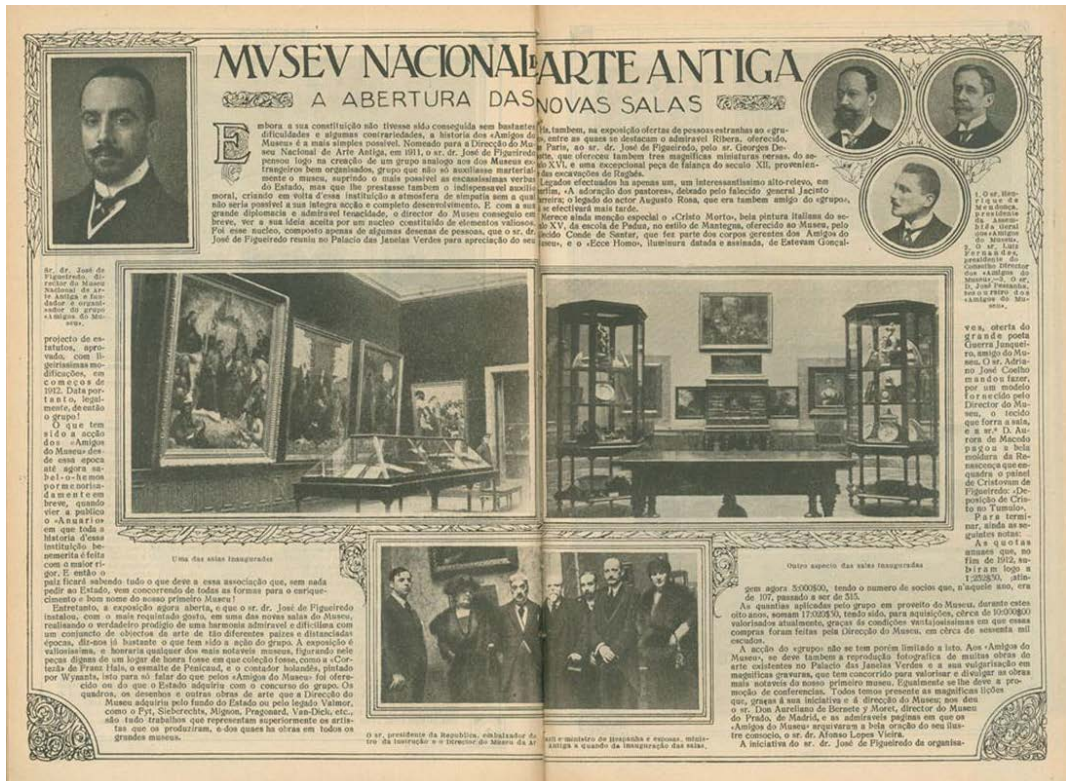 MVSEV NACIONAL DE ARTE ANTIGA
A ABERTURA DAS NOVAS SALAS
Embora a sua constituição não tivesse sido conseguida sem bastantes
dificuldades e algumas contrariedades, a historia dos «Amigos do
Museu» é a mais simples possivel. Nomeado para a Direcção do Mu-
seu Nacional de Arte Antiga, em 1911, o sr. dr. José de Figueiredo
pensou logo na creação de um grupo analogo aos dos Museus ex-
trangeiros bem organisados, grupo que não só auxiliasse material-
mente o museu, suprindo o mais possivel as escassissimas verbas
do Estado, mas que lhe prestasse tambem o indispensavel auxilio
moral, criando em volta d'essa instituição a atmosfera de simpatia sem a qual
não seria possivel a sua integra acção e completo desenvolvimento. E com a sua
grande diplomacia e admiravel tenacidade, o director do Museu conseguio em
breve, ver a sua ideia aceita por um nucleo constituido de elementos valiosos.
Foi esse nucleo, composto apenas de algumas desenas de pessoas, que o sr. dr.
José de Figueiredo reuniu no Palacio das Janelas Verdes para apreciação do seu
Sr. dr. José de
Figueiredo, di-
rector do Museu
Nacional de Ar-
te Antiga e fun-
dador e organi-
sador do grupo
«Amigos do Mu-
seu».
projecto de es-
tatutos, apro-
vado, com li-
geirissimas mo-
dificações, em
começos de
1912. Data por-
tanto, legal-
mente, de então
o grupo!
O que tem
sido a acção
dos «Amigos
do Museu» des-
de essa epoca
até agora sa-
bel-o-hemos
pormenorisa-
damente em
breve, quando
vier a publico
o «Anuario»
em que toda a
historia d'essa
instituição be-
nemerita é feita
com o maior ri-
gor. E então o
paiz ficará sabendo tudo o que deve a essa associação que, sem nada
pedir ao Estado, vem concorrendo de todas as formas para o enrique-
cimento e bom nome do nosso primeiro Museu!
Entretanto, a exposição agora aberta, e que o sr. dr. José de Figueiredo
instalou, com o mais requintado gosto, em uma das novas salas do Museu,
realisando o verdadeiro prodigio de uma harmonia admiravel e dificilima com
um conjuncto de objectos de arte de tão diferentes paizes e distanciadas
épocas, diz-nos já bastante o que tem sido a ação do grupo. A exposição é
valiosissima, e honraria qualquer dos mais notaveis museus, figurando nele
peças dignas de um logar de honra fosse em que coleção fosse, como a «Cor-
tezã» de Franz Hals, o esmalte de Penicaud, e o contador holandês, pintado
por Wynants, isto para só falar do que pelos «Amigos do Museu» foi ofere-
cido ou do que o Estado adquiriu com o concurso do grupo. Os
quadros, os desenhos e outras obras de arte que a Direcção do
Museu adquiriu pelo fundo do Estado ou pelo legado Valmor,
como o Fyt, Sieberechts, Mignon, Fragonard, Van-Dick, etc.,
são tudo trabalhos que representam superiormente os artis-
tas que os produziram, e dos quaes ha obras em todos os
grandes museus.
Uma das salas inauguradas
O sr. presidente da Republica, embaixador de
tro da Instrução e o Director do Museu da Ar
e ministro de Hespanha e esposas, minis-
antiga a quando da inauguração das salas.
Ha, tambem, na exposição ofertas de pessoas estranhas ao «gru-
po», entre as quaes se destacam o admiravel Ribera, oferecido,
em Paris, ao sr. dr. José de Figueiredo, pelo sr. Georges De-
motte, que ofereceu tambem tres magnificas miniaturas persas, do se-
culo XVI, e uma excepcional peça de faiança do seculo XII, provenien-
te das excavações de Raghés.
Legados efectuados ha apenas um, um interessantissimo alto-relevo, em
marfim, «A adoração dos pastores», deixado pelo falecido general Jacinto
Parreira; o legado do actor Augusto Rosa, que era tambem amigo do «grupo»,
se efectivará mais tarde.
Merece ainda menção especial o «Cristo Morto», bela pintura italiana do se-
culo XV, da escola de Padua, no estilo de Mantegna, oferecido ao Museu, pelo
falecido Conde de Santar, que fez parte dos corpos gerentes dos Amigos do
Museu», e o «Ecce Homo», iluminura datada e assinada, de Estevam Gonçal-
1. O sr. Hen-
rique de
Mendonça,
presidente
da Assem-
bléa Geral
dos «Amigos
do Museu».
2. O sr. Luiz
Fernandes,
presidente do
Conselho Director
dos «Amigos do
Museu».—3. O sr.
D. José Pessanha,
tesoureiro dos
«Amigos do Mu-
seu».
ves, oferta do
grande poeta
Guerra Junquei-
ro, amigo do Mu-
seu. O sr. Adria-
no José Coelho
mandou fazer,
por um modelo
fornecido pelo
Director do Mu-
seu, o tecido
que forra a sala,
e a sr.ª D. Au-
rora de Macedo
pagou a bela
moldura da Re-
nascença que en-
quadra o painel
de Cristovam de
Figueiredo: «De-
posição de Cris-
to no Tumulo».
Para termi-
nar, ainda as se-
guintes notas:
As quotas
anuaes que, no
fim de 1912, su-
biram logo a
1:232$50, atin-
gem agora 3:000$00, tendo o numero de socios que, n'aquele ano, era
de 107, passado a ser de 315.
As quantias aplicadas pelo grupo em proveito do Museu, durante estes
oito anos, somam 17:020$50, tendo sido, para aquisições, cêrca de 10:000$00
valorisados atualmente, graças ás condições vantajosissimas em que essas
compras foram feitas pela Direcção do Museu, em cêrca de sessenta mil
escudos.
A acção do «grupo» não se tem porém limitado a isto. Aos «Amigos do
Museu», se deve tambem a reprodução fotografica de muitas obras de
arte existentes no Palacio das Janelas Verdes e a sua vulgarisação em
magnificas gravuras, que tem concorrido para valorisar e divulgar as obras
mais notaveis do nosso primeiro museu. Egualmente se lhe deve a pro-
moção de conferencias. Todos temos presente as magnificas lições
que, graças á sua iniciativa e á direcção do Museu, nos deu
o sr. Don Aureliano de Beruete y Moret, director do Museu
do Prado, de Madrid, e as admiraveis paginas em que os
«Amigos do Museu» arquivaram a bela oração do seu ilus-
tre consocio, o sr. dr. Afonso Lopes Vieira.
A iniciativa do sr. dr. José de Figueiredo de organisa-
Outro aspecto das salas inauguradas